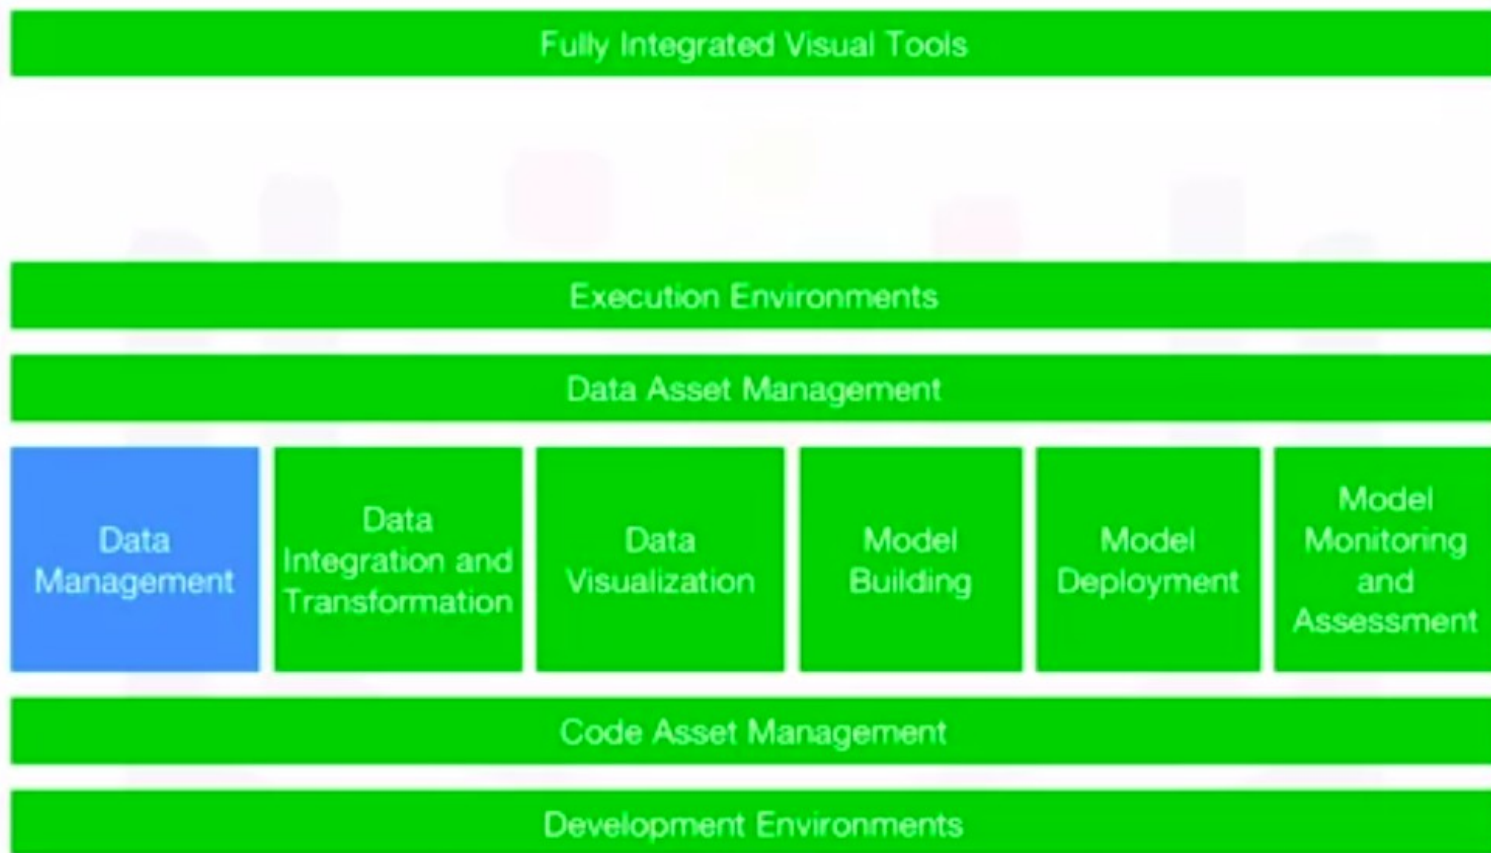 Fully Integrated Visual Tools
Execution Environments
Data Asset Management
Data
Management
Data
Integration and
Transformation
Data
Visualization
Model
Building
Model
Deployment
Model
Monitoring
and
Assessment
Code Asset Management
Development Environments